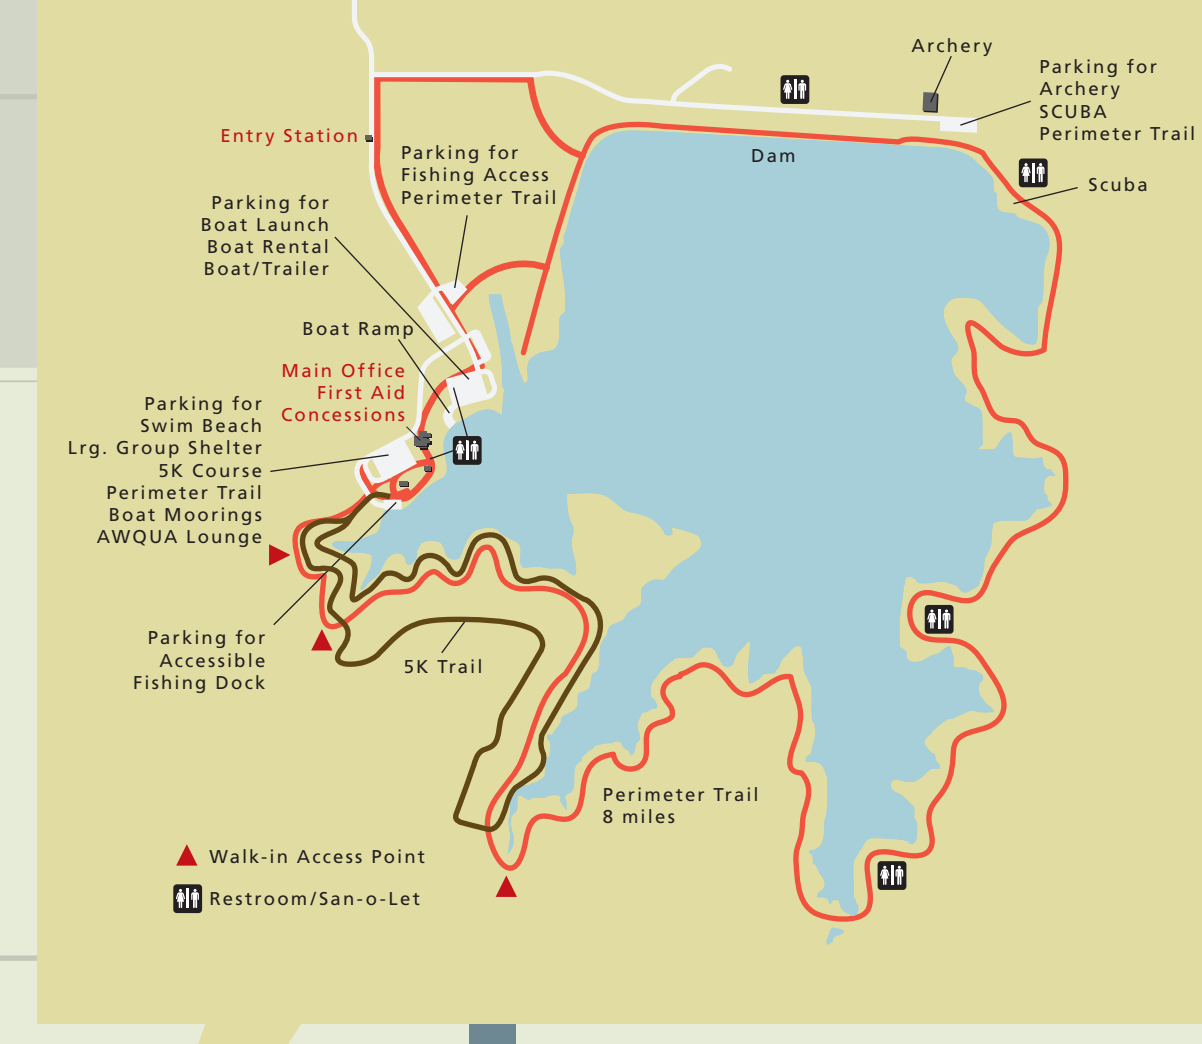 Archery
Parking for
Archery
SCUBA
Perimeter Trail
Entry Station
Parking for
Fishing Access
Perimeter Trail
Dam
Scuba
Parking for
Boat Launch
Boat Rental
Boat/Trailer
Boat Ramp
Main Office
First Aid
Concessions
Parking for
Swim Beach
Lrg. Group Shelter
5K Course
Perimeter Trail
Boat Moorings
AWQUA Lounge
Parking for
Accessible
Fishing Dock
5K Trail
Perimeter Trail
8 miles
Walk-in Access Point
Restroom/San-o-Let